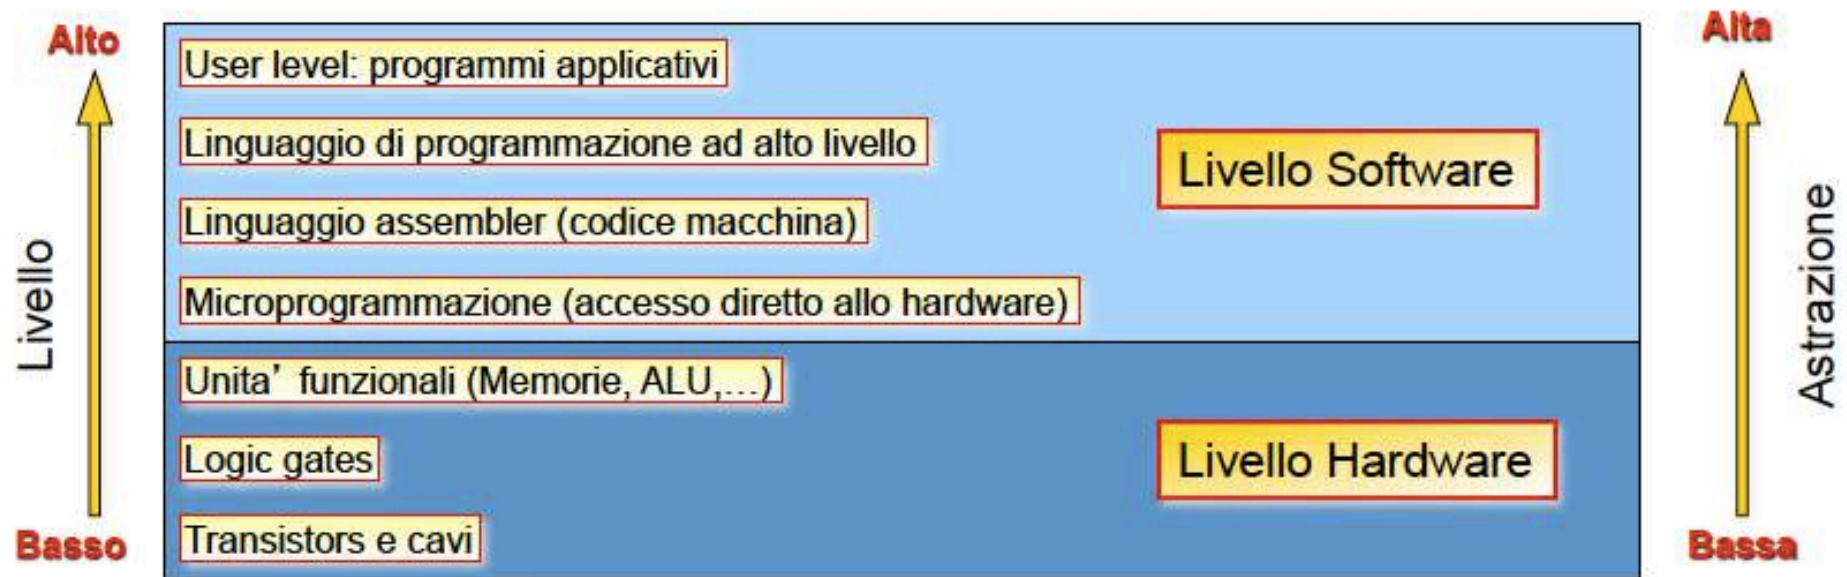 Alto
Alta
User level: programmi applicativi
Linguaggio di programmazione ad alto livello
Livello Software
Linguaggio assembler (codice macchina)
Microprogrammazione (accesso diretto allo hardware)
Livello
Astrazione
Unita’ funzionali (Memorie, ALU,...)
Logic gates
Livello Hardware
Transistors e cavi
Basso
Bassa